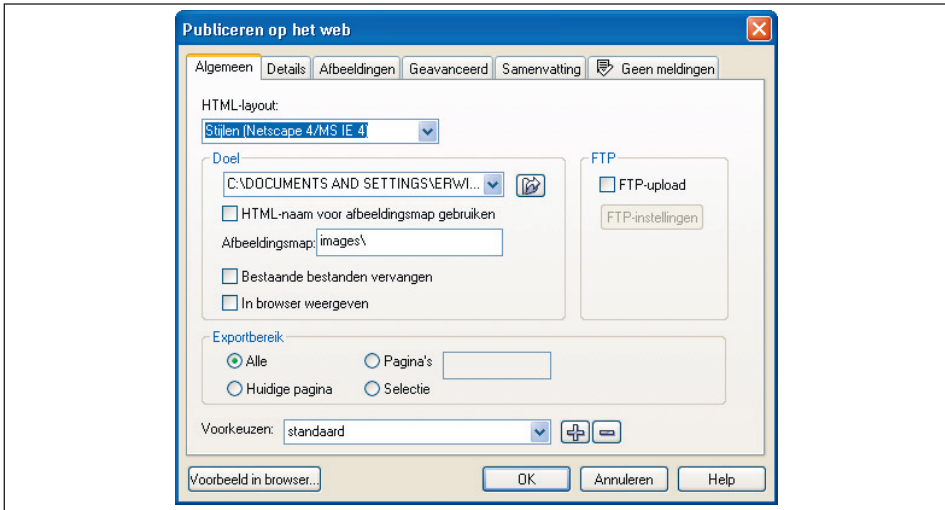 Publiceren op het web
Algemeen Details Afbeeldingen Geavanceerd Samenvatting Geen meldingen
HTML-layout:
Stijlen (Netscape 4/MS IE 4)
Doel
C:\DOCUMENTS AND SETTINGS\ERWI...
HTML-naam voor afbeeldingsmap gebruiken
Afbeeldingsmap: images\
Bestaande bestanden vervangen
In browser weergeven
FTP
FTP-upload
FTP-instellingen
Exportbereik
Alle Pagina's
Huidige pagina Selectie
Voorkeuzen: standaard
Voorbeeld in browser... OK Annuleren Help